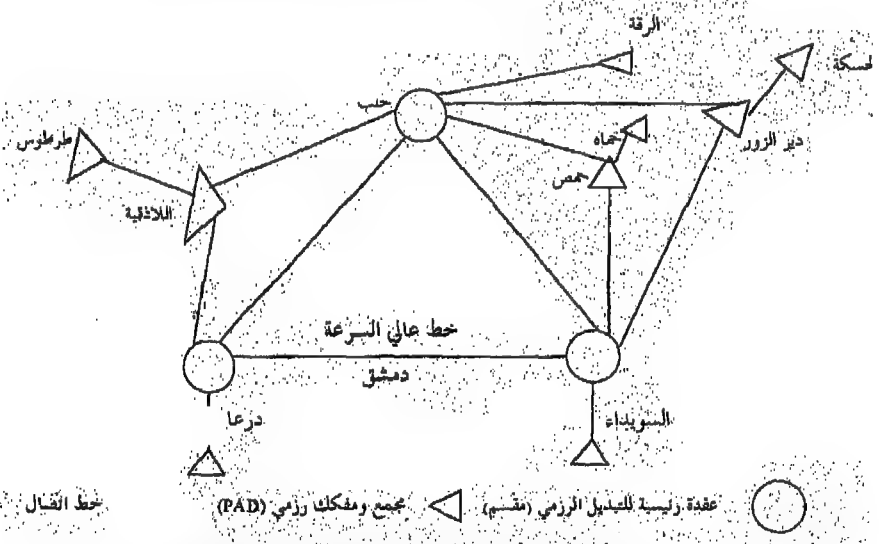 الرقة
لحسكة
حلب
طرطوس
حماه
دير الزور
حمص
اللاذقية
خط عالي السرعة
دمشق
درعا
السويداء
عقدة رئيسية للتبديل الرزمي (مقسم)
مجمع ومفكك رزمي (PAD)
خط اتصال